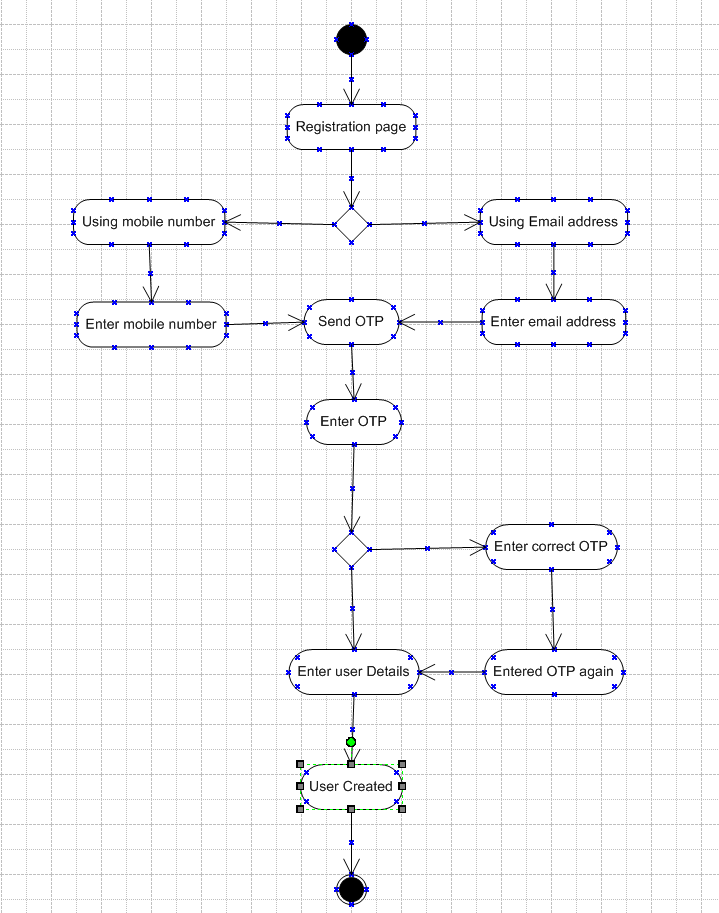 Registration page
Using mobile number
Using Email address
Enter mobile number
Send OTP
Enter email address
Enter OTP
Enter correct OTP
Enter user Details
Entered OTP again
User Created